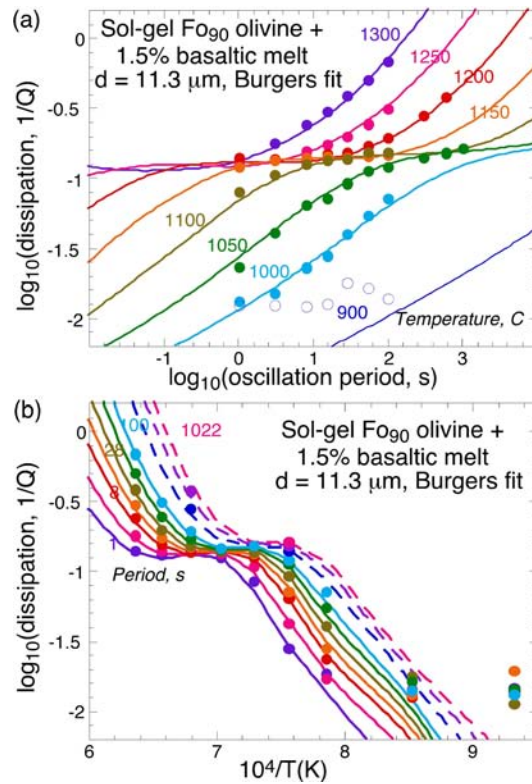 (a)
Sol-gel Fo90 olivine +
1.5% basaltic melt
d = 11.3 μm, Burgers fit
1300
1250
1200
1150
1100
1050
1000
900
Temperature, C
log10(dissipation, 1/Q)
0
-0.5
-1
-1.5
-2
-2 -1 0 1 2 3 4
log10(oscillation period, s)
(b)
Sol-gel Fo90 olivine +
1.5% basaltic melt
d = 11.3 μm, Burgers fit
100
1022
28
8
1
Period, s
log10(dissipation, 1/Q)
0
-0.5
-1
-1.5
-2
6 7 8 9
10⁴/T(K)